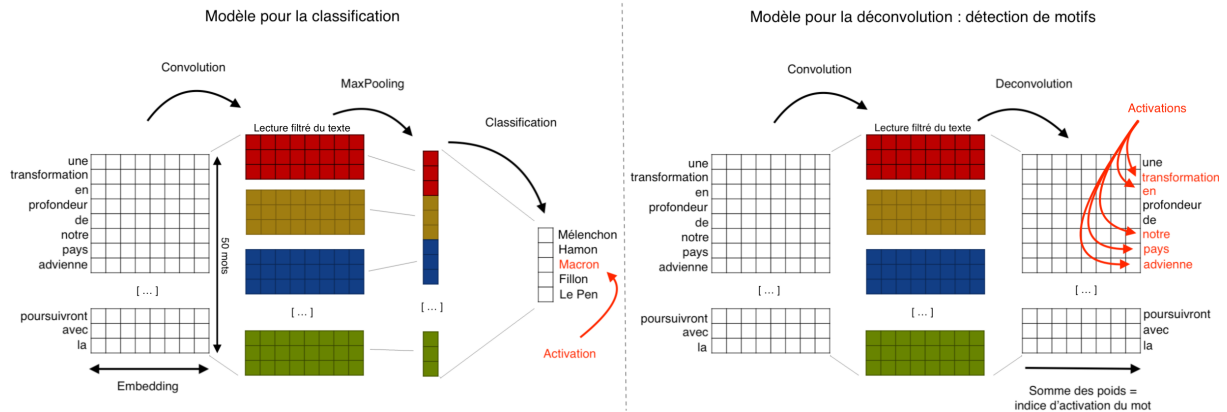 Modèle pour la classification
Convolution
MaxPooling
Classification
Lecture filtré du texte
une
transformation
en
profondeur
de
notre
pays
advienne
[ ... ]
poursuivront
avec
la
50 mots
Embedding
[ ... ]
[ ... ]
Mélenchon
Hamon
Macron
Fillon
Le Pen
Activation
Modèle pour la déconvolution : détection de motifs
Convolution
Deconvolution
Activations
Lecture filtré du texte
une
transformation
en
profondeur
de
notre
pays
advienne
[ ... ]
poursuivront
avec
la
[ ... ]
une
transformation
en
profondeur
de
notre
pays
advienne
[ ... ]
poursuivront
avec
la
Somme des poids =
indice d'activation du mot